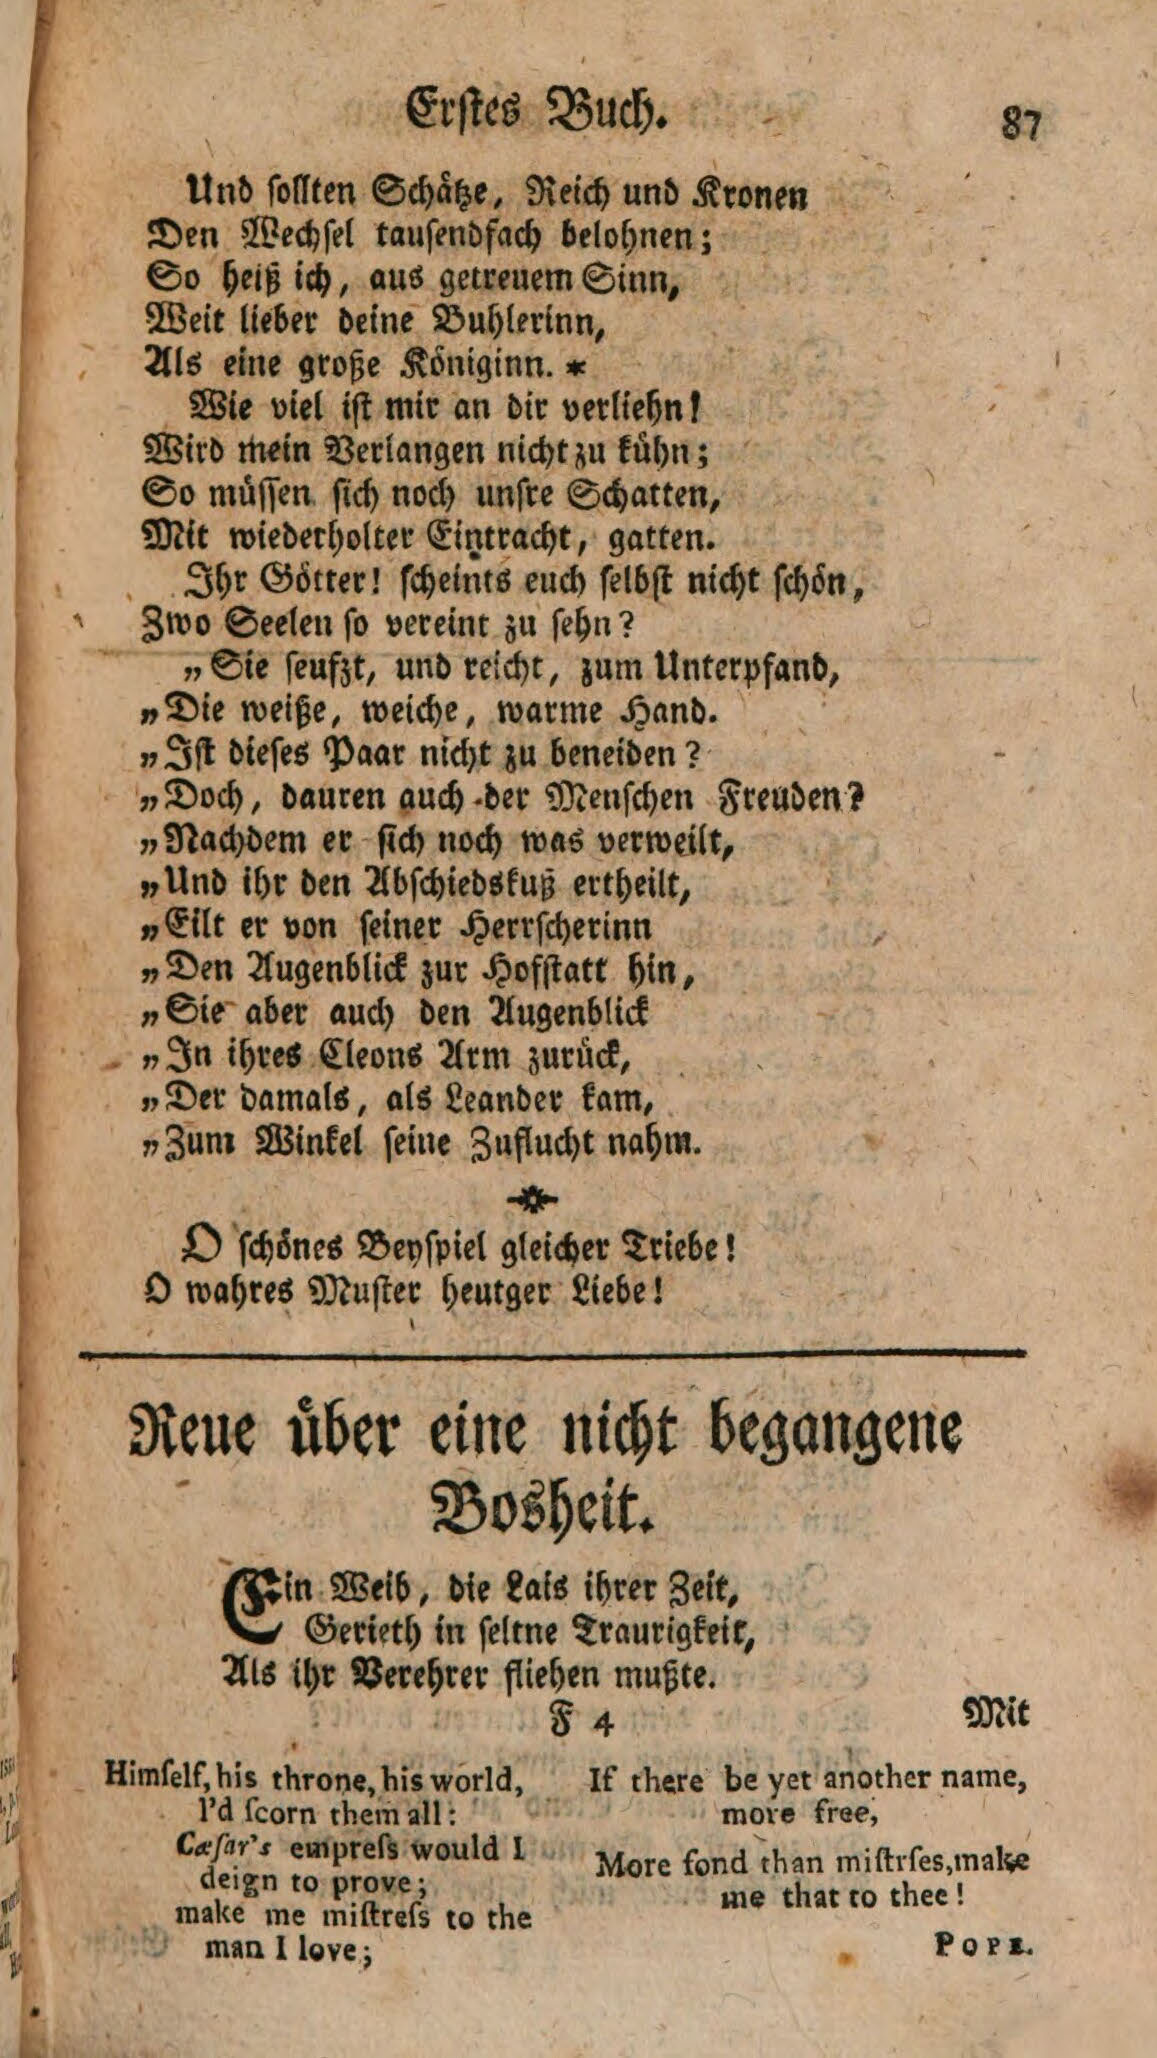 Erstes Buch.
87
Und sollten Schätze, Reich und Kronen
Den Wechsel tausendfach belohnen;
So heiß ich, aus getreuem Sinn,
Weit lieber deine Buhlerinn,
Als eine große Königinn. *
Wie viel ist mir an dir verliehn!
Wird mein Verlangen nicht zu kühn;
So müssen sich noch unsre Schatten,
Mit wiederholter Eintracht, gatten.
Ihr Götter! scheints euch selbst nicht schön,
Zwo Seelen so vereint zu sehn?
„Sie seufzt, und reicht, zum Unterpfand,
„Die weiße, weiche, warme Hand.
„Ist dieses Paar nicht zu beneiden?
„Doch, dauren auch der Menschen Freuden?
„Nachdem er sich noch was verweilt,
„Und ihr den Abschiedskuß ertheilt,
„Eilt er von seiner Herrscherinn
„Den Augenblick zur Hofstatt hin,
„Sie aber auch den Augenblick
„In ihres Cleons Arm zurück,
„Der damals, als Leander kam,
„Zum Winkel seine Zuflucht nahm.
O schönes Beyspiel gleicher Triebe!
O wahres Muster heutger Liebe!
Reue über eine nicht begangene
Bosheit.
Ein Weib, die Lais ihrer Zeit,
Gerieth in seltne Traurigkeit,
Als ihr Verehrer fliehen mußte.
F 4
Mit
Himſelf, his throne, his world,
I'd ſcorn them all:
Cæſar's empreſs would I
deign to prove;
make me miſtreſs to the
man I love;
If there be yet another name,
more free,
More fond than miſtrſes, make
me that to thee!
POPE.